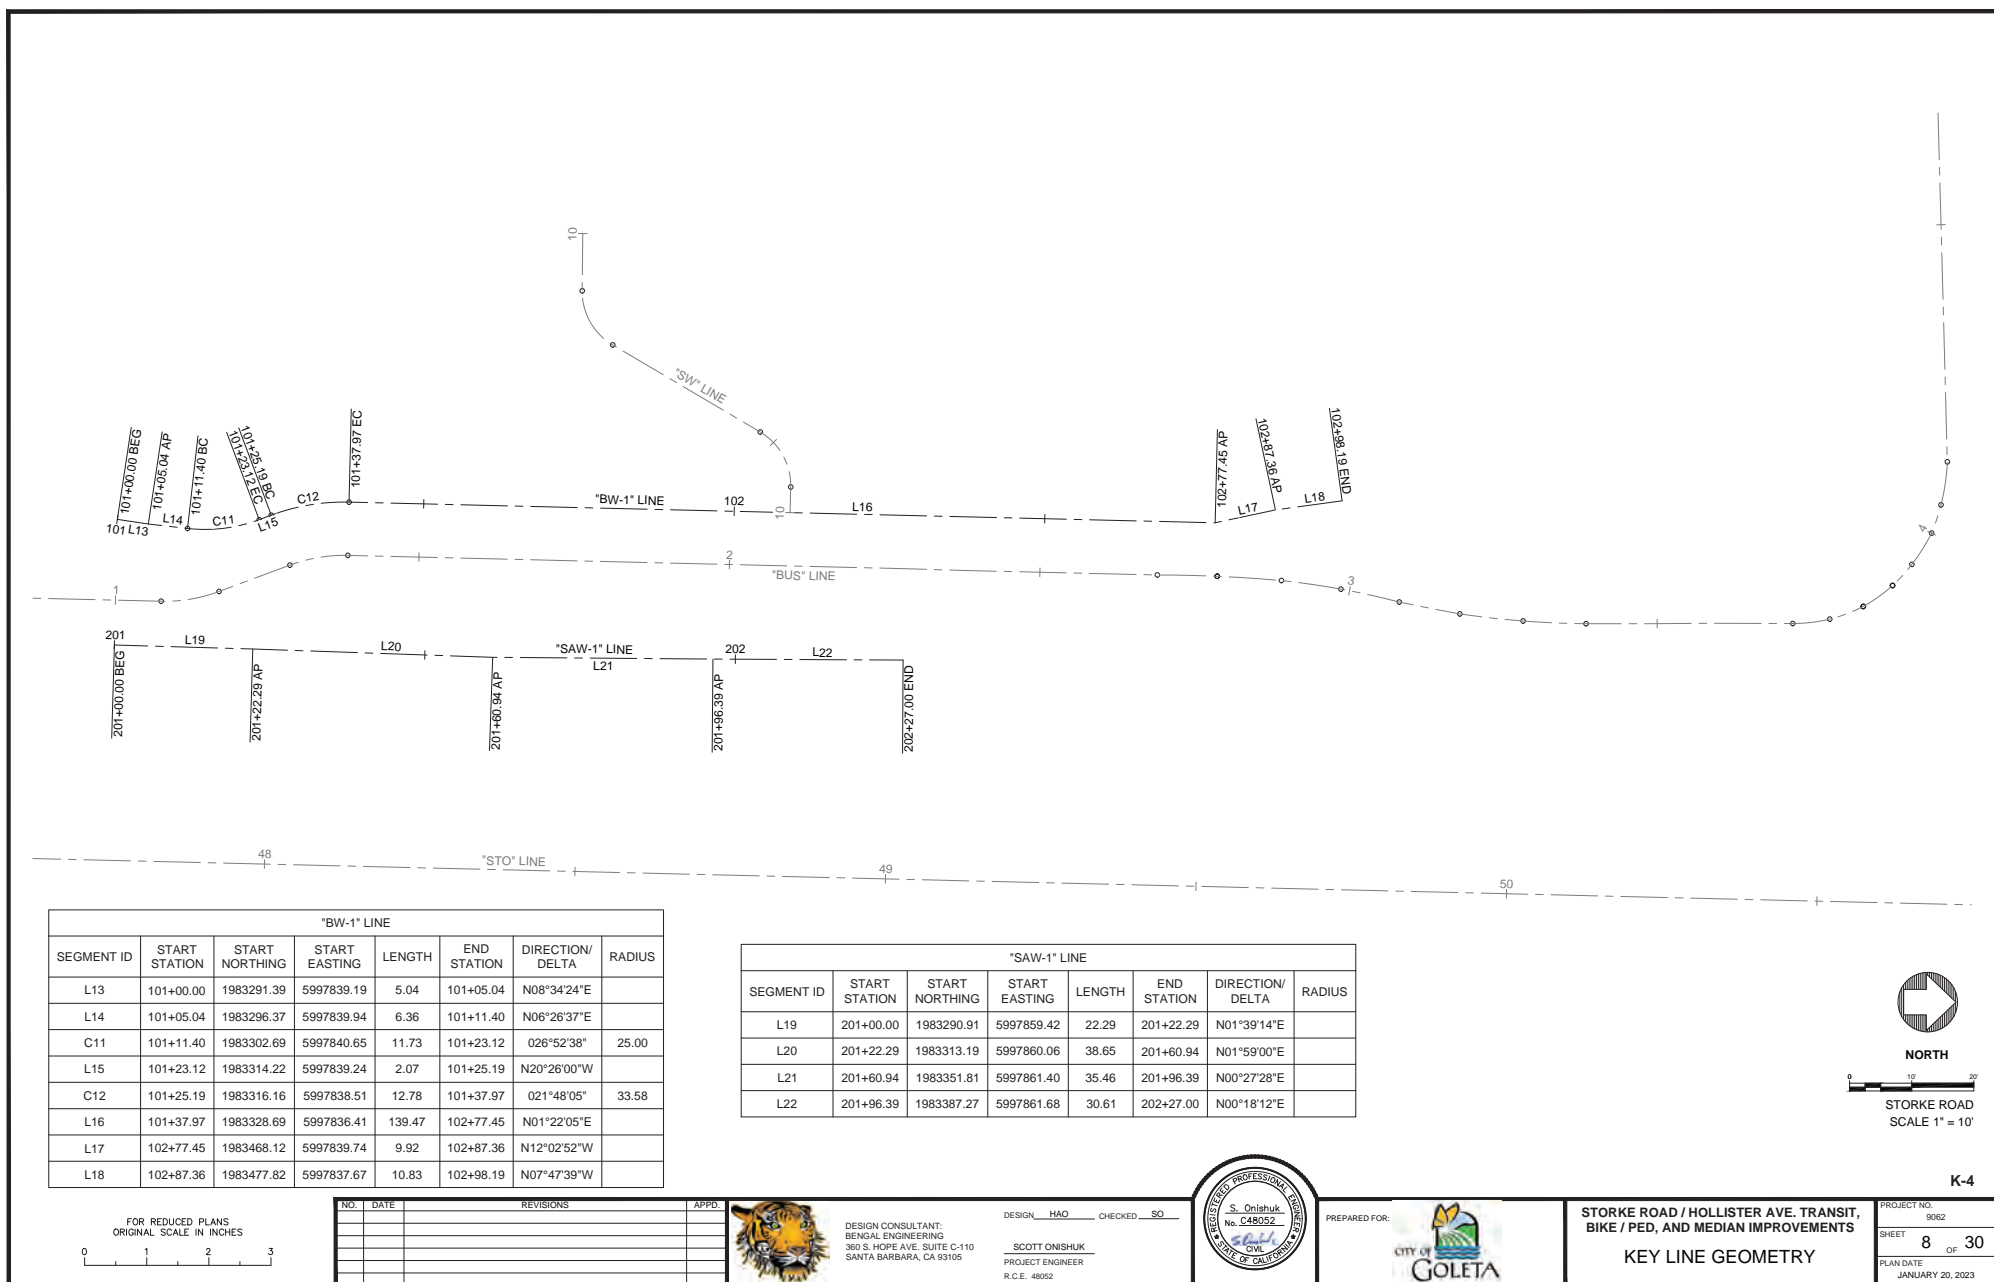 10
"SW" LINE
10
101+00.00 BEG
101+05.04 AP
101+11.40 BC
101+23.12 EC
101+25.19 BC
101+37.97 EC
102+77.45 AP
102+87.36 AP
102+98.19 END
101 L13
L14
C11
L15
C12
"BW-1" LINE
102
L16
L17
L18
1
2
"BUS" LINE
3
4
201
L19
L20
"SAW-1" LINE
L21
202
L22
201+00.00 BEG
201+22.29 AP
201+60.94 AP
201+96.39 AP
202+27.00 END
48
"STO" LINE
49
50
"BW-1" LINE
SEGMENT ID START STATION START NORTHING START EASTING LENGTH END STATION DIRECTION/ DELTA RADIUS
L13 101+00.00 1983291.39 5997839.19 5.04 101+05.04 N08°34'24"E
L14 101+05.04 1983296.37 5997839.94 6.36 101+11.40 N06°26'37"E
C11 101+11.40 1983302.69 5997840.65 11.73 101+23.12 026°52'38" 25.00
L15 101+23.12 1983314.22 5997839.24 2.07 101+25.19 N20°26'00"W
C12 101+25.19 1983316.16 5997838.51 12.78 101+37.97 021°48'05" 33.58
L16 101+37.97 1983328.69 5997836.41 139.47 102+77.45 N01°22'05"E
L17 102+77.45 1983468.12 5997839.74 9.92 102+87.36 N12°02'52"W
L18 102+87.36 1983477.82 5997837.67 10.83 102+98.19 N07°47'39"W
"SAW-1" LINE
SEGMENT ID START STATION START NORTHING START EASTING LENGTH END STATION DIRECTION/ DELTA RADIUS
L19 201+00.00 1983290.91 5997859.42 22.29 201+22.29 N01°39'14"E
L20 201+22.29 1983313.19 5997860.06 38.65 201+60.94 N01°59'00"E
L21 201+60.94 1983351.81 5997861.40 35.46 201+96.39 N00°27'28"E
L22 201+96.39 1983387.27 5997861.68 30.61 202+27.00 N00°18'12"E
NORTH
0 10' 20'
STORKE ROAD
SCALE 1" = 10'
K-4
FOR REDUCED PLANS
ORIGINAL SCALE IN INCHES
0 1 2 3
NO. DATE REVISIONS APPD.
DESIGN CONSULTANT:
BENGAL ENGINEERING
360 S. HOPE AVE. SUITE C-110
SANTA BARBARA, CA 93105
DESIGN HAO CHECKED SO
SCOTT ONISHUK
PROJECT ENGINEER
R.C.E. 48052
REGISTERED PROFESSIONAL ENGINEER
S. Onishuk
No. C48052
CIVIL
STATE OF CALIFORNIA
PREPARED FOR:
CITY OF
GOLETA
STORKE ROAD / HOLLISTER AVE. TRANSIT,
BIKE / PED, AND MEDIAN IMPROVEMENTS
KEY LINE GEOMETRY
PROJECT NO.
9062
SHEET 8 OF 30
PLAN DATE
JANUARY 20, 2023